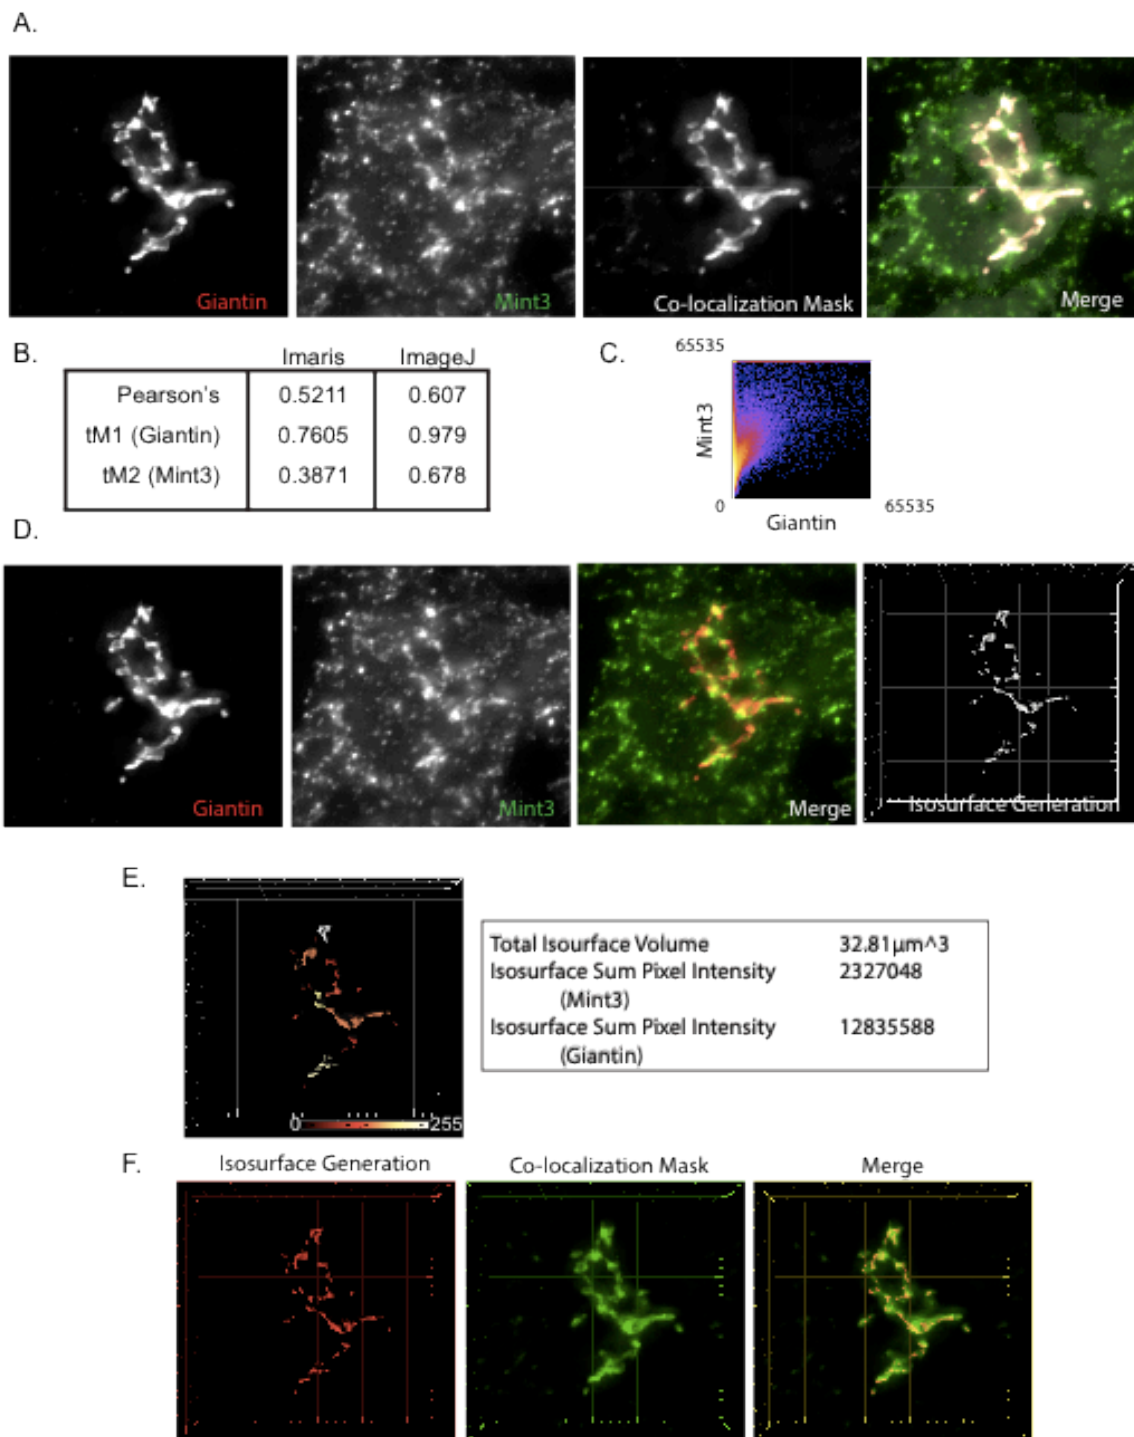 A.
Giantin
Mint3
Co-localization Mask
Merge
B.
Imaris ImageJ
Pearson's 0.5211 0.607
tM1 (Giantin) 0.7605 0.979
tM2 (Mint3) 0.3871 0.678
C.
65535
Mint3
0
65535
Giantin
D.
Giantin
Mint3
Merge
Isosurface Generation
E.
0
255
Total Isourface Volume 32.81µm^3
Isosurface Sum Pixel Intensity 2327048
(Mint3)
Isosurface Sum Pixel Intensity 12835588
(Giantin)
F.
Isosurface Generation
Co-localization Mask
Merge